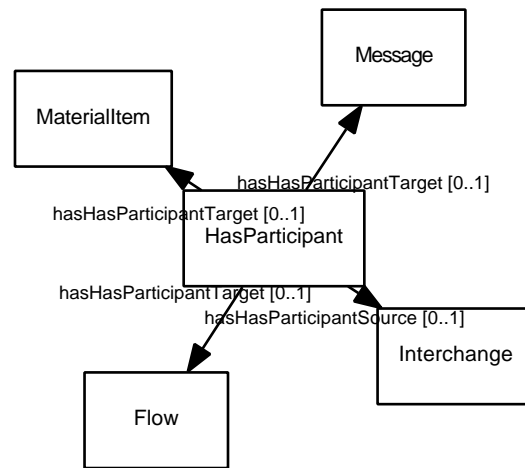 Message
MaterialItem
hasHasParticipantTarget [0..1]
hasHasParticipantTarget [0..1]
HasParticipant
hasHasParticipantTarget [0..1]
hasHasParticipantSource [0..1]
Interchange
Flow